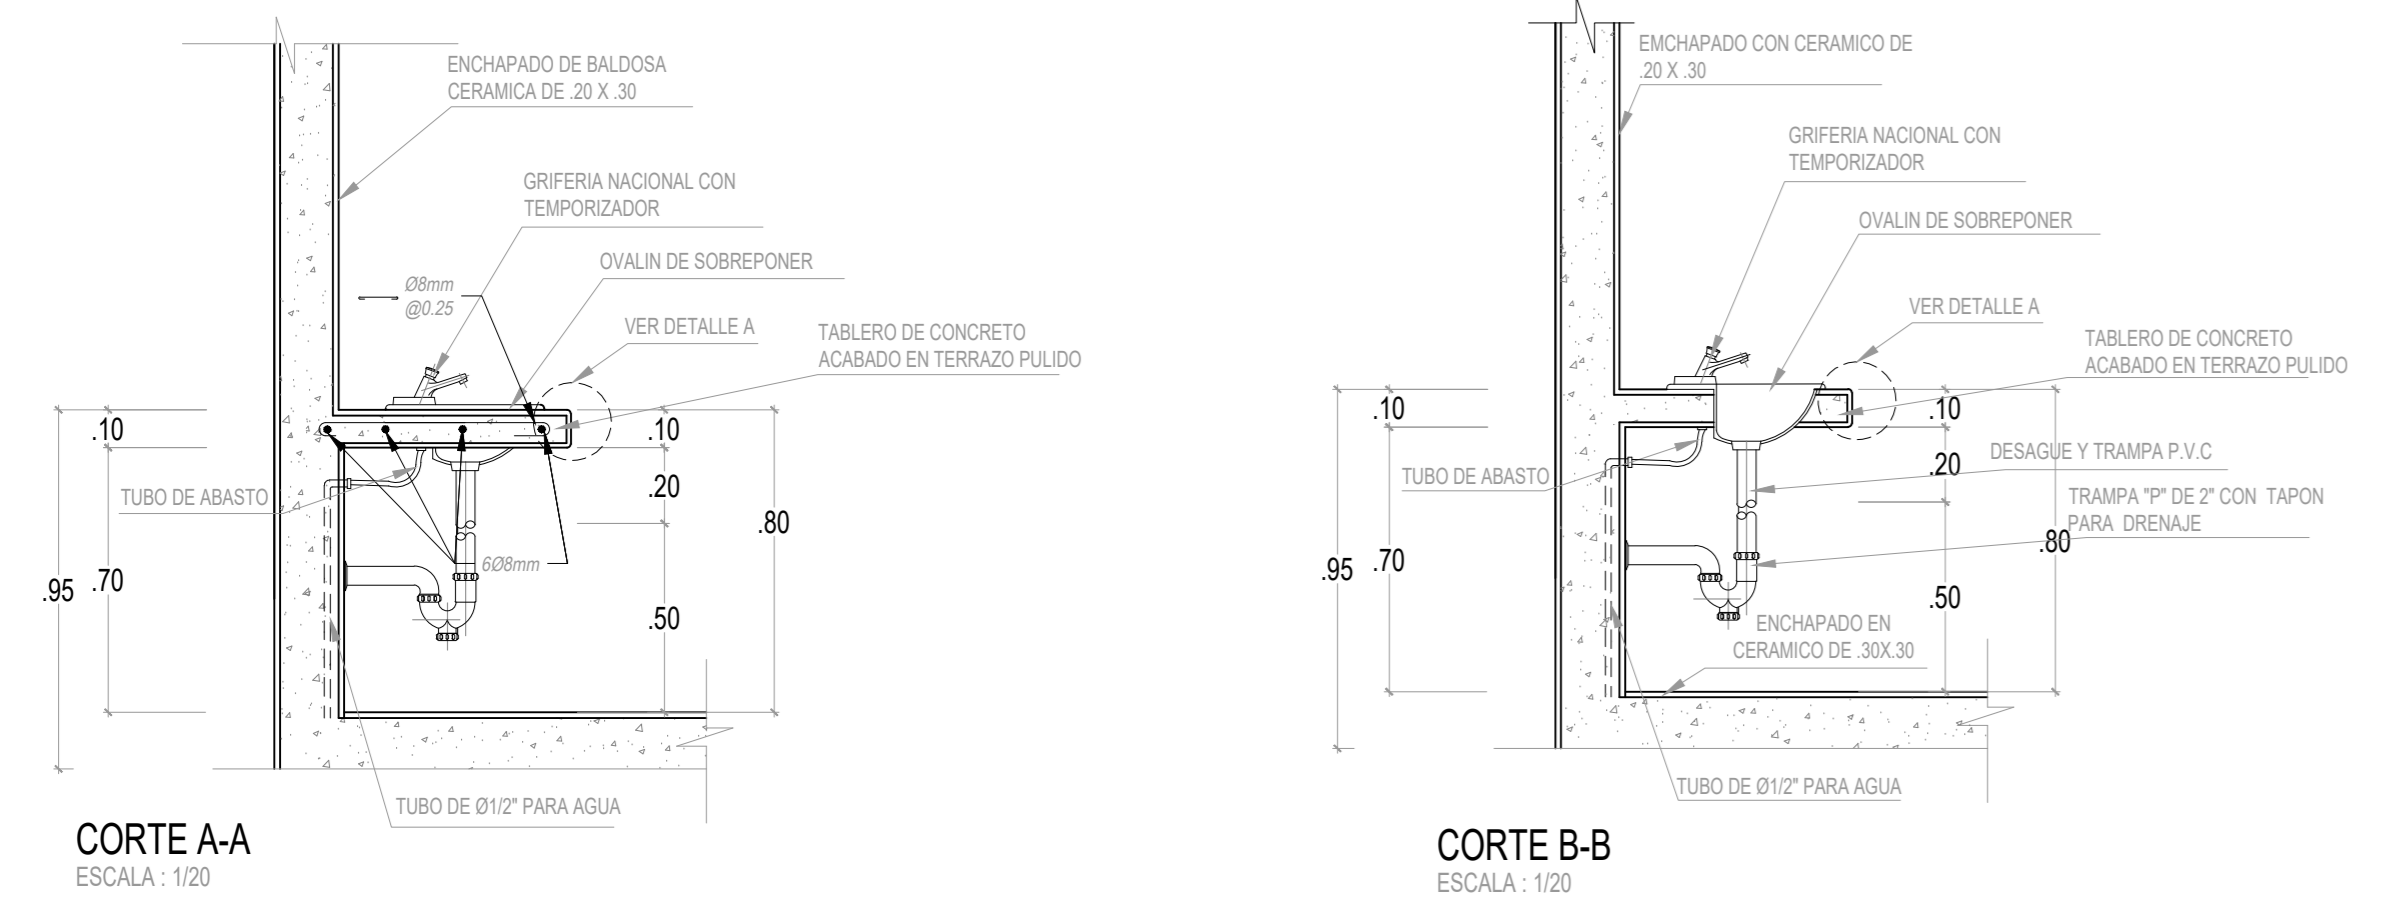 ENCHAPADO DE BALDOSA
CERAMICA DE .20 X .30
GRIFERIA NACIONAL CON
TEMPORIZADOR
OVALIN DE SOBREPONER
Ø8mm
@0.25
VER DETALLE A
TABLERO DE CONCRETO
ACABADO EN TERRAZO PULIDO
.10
.10
TUBO DE ABASTO
.20
.80
6Ø8mm
.95
.70
.50
TUBO DE Ø1/2" PARA AGUA
CORTE A-A
ESCALA : 1/20
EMCHAPADO CON CERAMICO DE
.20 X .30
GRIFERIA NACIONAL CON
TEMPORIZADOR
OVALIN DE SOBREPONER
VER DETALLE A
TABLERO DE CONCRETO
ACABADO EN TERRAZO PULIDO
.10
.10
DESAGUE Y TRAMPA P.V.C
TUBO DE ABASTO
.20
TRAMPA "P" DE 2" CON TAPON
PARA DRENAJE
.80
.95
.70
.50
ENCHAPADO EN
CERAMICO DE .30X.30
TUBO DE Ø1/2" PARA AGUA
CORTE B-B
ESCALA : 1/20